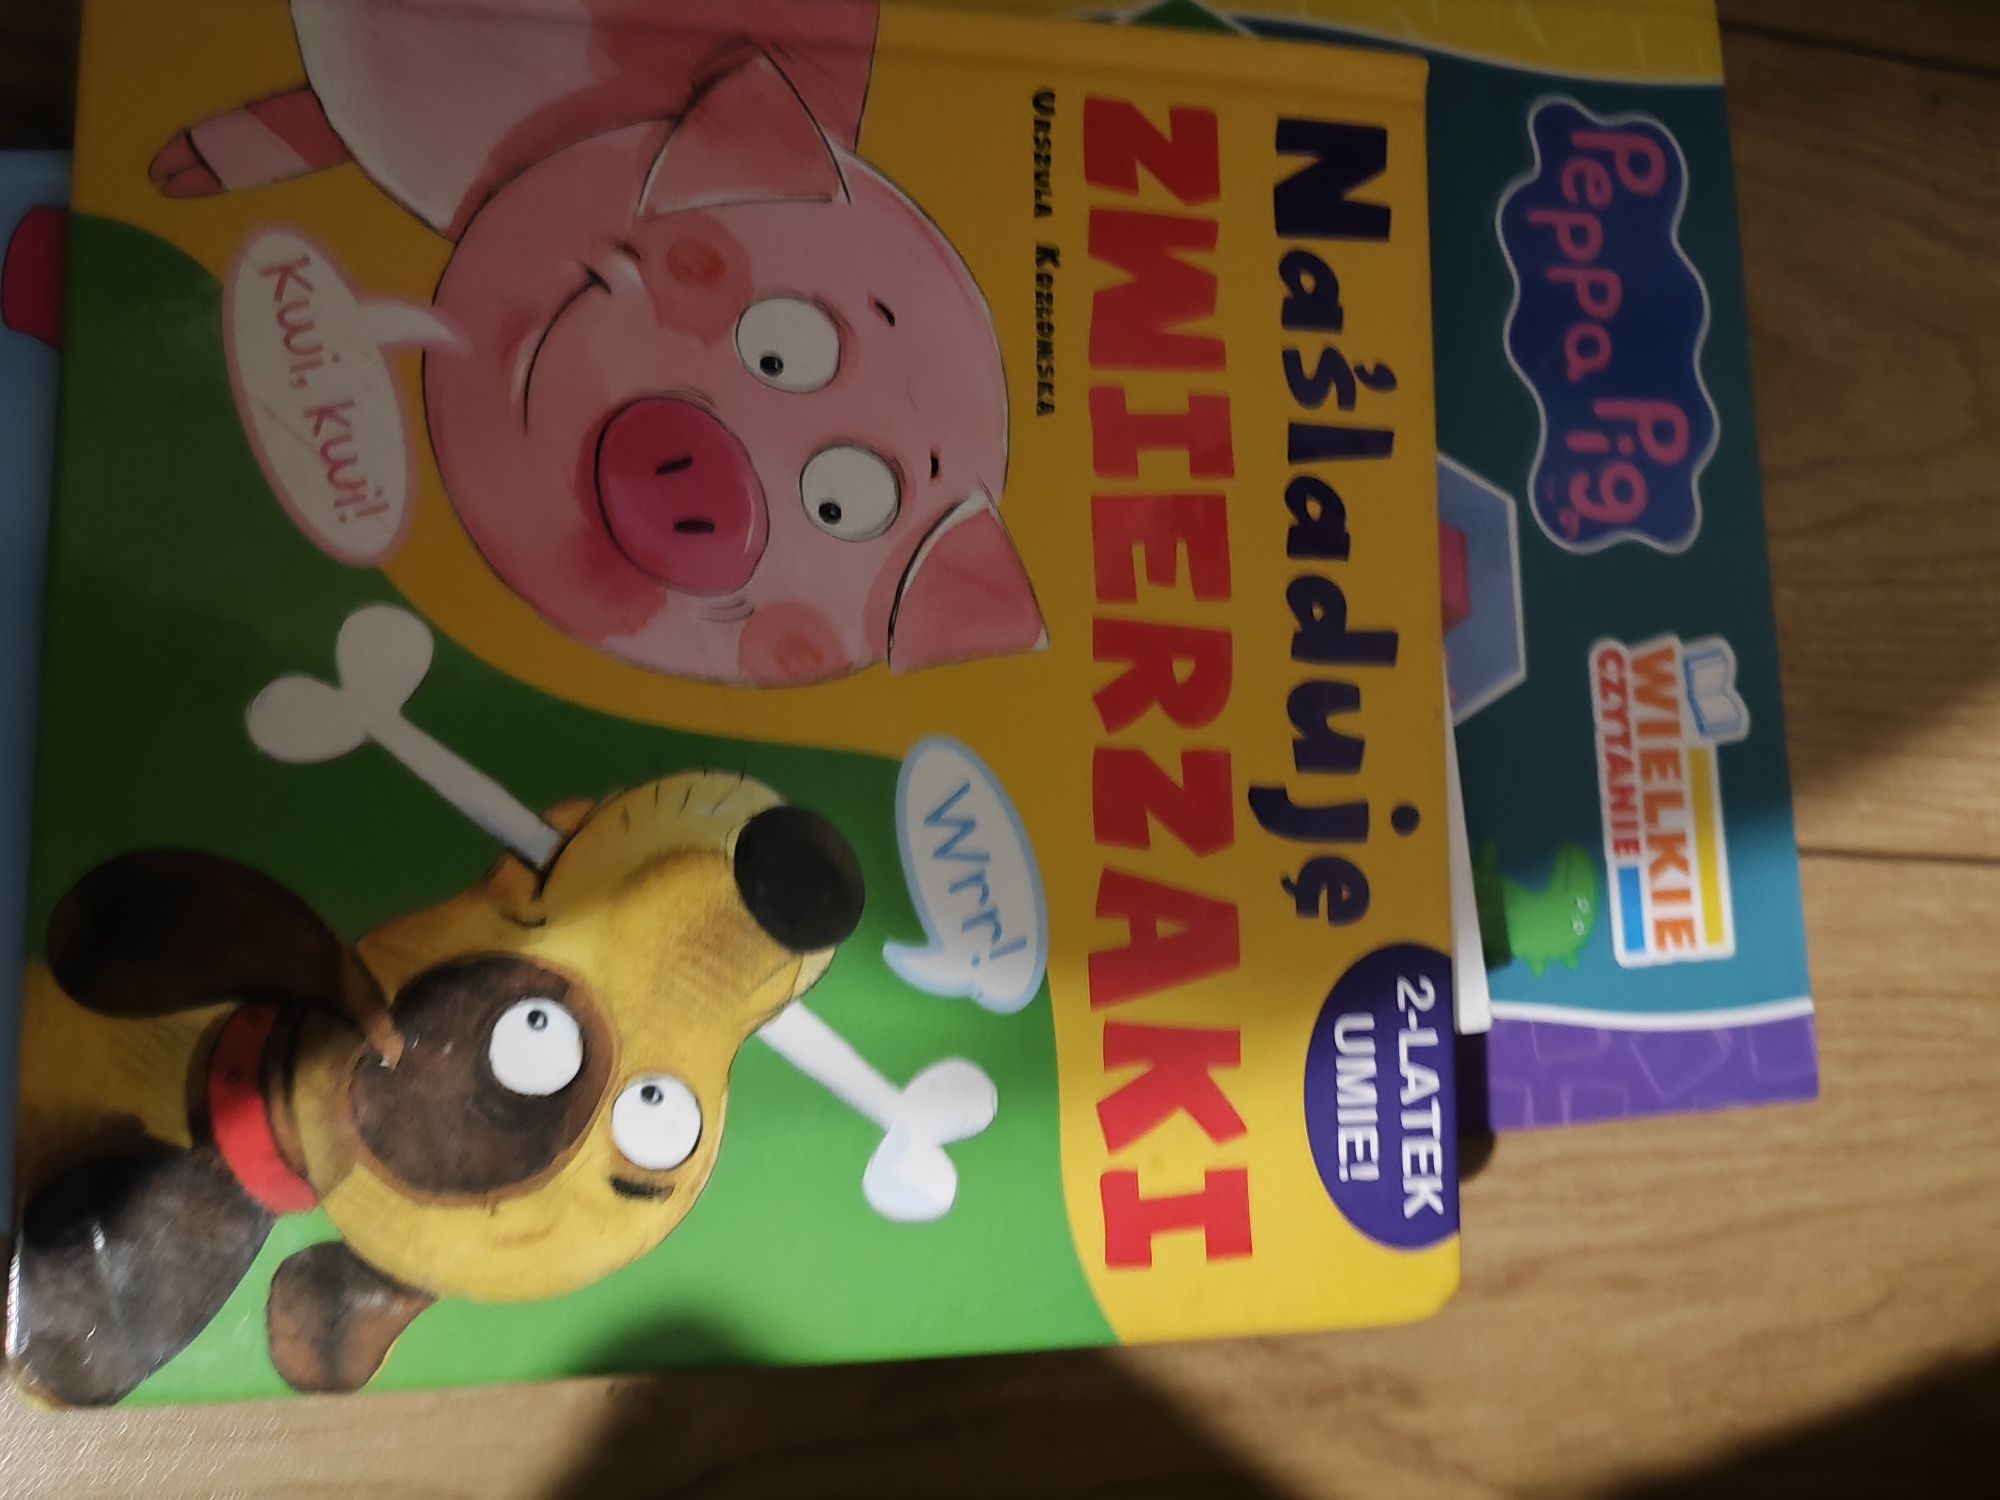 Peppa Pig
WIELKIE
CZYTANIE
Naśladuję
ZWIERZAKI
URSZULA KOZŁOWSKA
2-LATEK
UMIE!
Kwi, kwi!
Wrr!